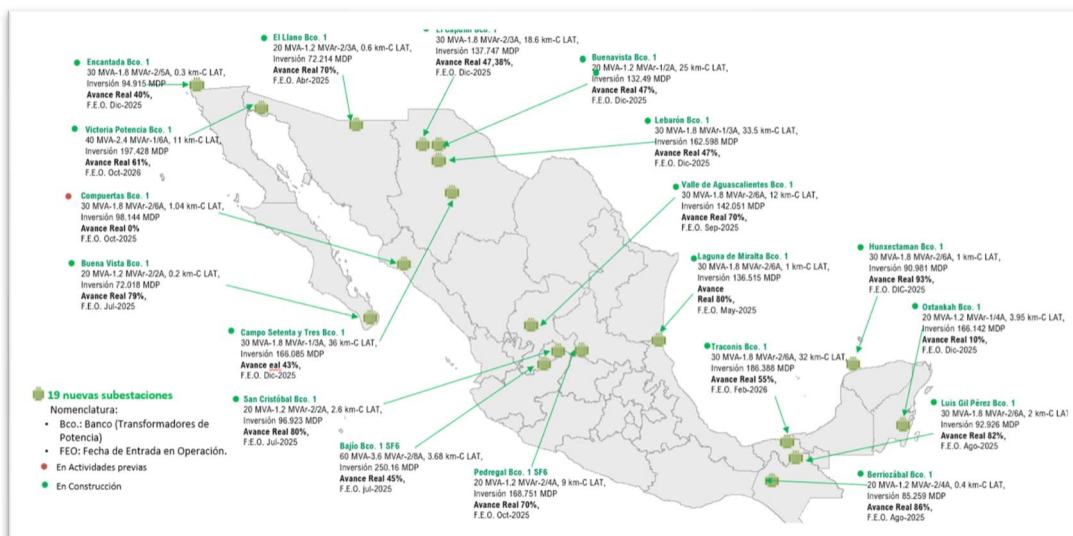 El Llano Bco. 1
20 MVA-1.2 MVAr-2/3A, 0.6 km-C LAT,
Inversión 72.214 MDP
Avance Real 70%,
F.E.O. Abr-2025
Bco. 1
30 MVA-1.8 MVAr-2/3A, 18.6 km-C LAT,
Inversión 137.747 MDP
Avance Real 47,38%,
F.E.O. Dic-2025
Buenavista Bco. 1
20 MVA-1.2 MVAr-1/2A, 25 km-C LAT,
Inversión 132.49 MDP
Avance Real 47%,
F.E.O. Dic-2025
Encantada Bco. 1
30 MVA-1.8 MVAr-2/5A, 0.3 km-C LAT,
Inversión 94.915 MDP
Avance Real 40%,
F.E.O. Dic-2025
Victoria Potencia Bco. 1
40 MVA-2.4 MVAr-1/6A, 11 km-C LAT,
Inversión 197.428 MDP
Avance Real 61%,
F.E.O. Oct-2026
Lebarón Bco. 1
30 MVA-1.8 MVAr-1/3A, 33.5 km-C LAT,
Inversión 162.598 MDP
Avance Real 47%,
F.E.O. Dic-2025
Compuertas Bco. 1
30 MVA-1.8 MVAr-2/6A, 1.04 km-C LAT,
Inversión 98.144 MDP
Avance Real 0%
F.E.O. Oct-2025
Valle de Aguascalientes Bco. 1
30 MVA-1.8 MVAr-2/6A, 12 km-C LAT,
Inversión 142.051 MDP
Avance Real 70%,
F.E.O. Sep-2025
Buena Vista Bco. 1
20 MVA-1.2 MVAr-2/2A, 0.2 km-C LAT,
Inversión 72.018 MDP
Avance Real 79%,
F.E.O. Jul-2025
Laguna de Miralta Bco. 1
30 MVA-1.8 MVAr-2/6A, 1 km-C LAT,
Inversión 136.515 MDP
Avance
Real 80%,
F.E.O. May-2025
Hunxectaman Bco. 1
30 MVA-1.8 MVAr-2/6A, 1 km-C LAT,
Inversión 90.981 MDP
Avance Real 93%,
F.E.O. DIC-2025
Oxtankah Bco. 1
20 MVA-1.2 MVAr-1/4A, 3.95 km-C LAT,
Inversión 166.142 MDP
Avance Real 10%,
F.E.O. Dic-2025
Campo Setenta y Tres Bco. 1
30 MVA-1.8 MVAr-1/3A, 36 km-C LAT,
Inversión 166.085 MDP
Avance eal 43%,
F.E.O. Dic-2025
Traconis Bco. 1
30 MVA-1.8 MVAr-2/6A, 32 km-C LAT,
Inversión 186.388 MDP
Avance Real 55%,
F.E.O. Feb-2026
San Cristóbal Bco. 1
20 MVA-1.2 MVAr-2/2A, 2.6 km-C LAT,
Inversión 96.923 MDP
Avance Real 80%,
F.E.O. Jul-2025
Luis Gil Pérez Bco. 1
30 MVA-1.8 MVAr-2/6A, 2 km-C LAT,
Inversión 92.926 MDP
Avance Real 82%,
F.E.O. Ago-2025
Bajío Bco. 1 SF6
60 MVA-3.6 MVAr-2/8A, 3.68 km-C LAT,
Inversión 250.16 MDP
Avance Real 45%,
F.E.O. jul-2025
Pedregal Bco. 1 SF6
20 MVA-1.2 MVAr-2/4A, 9 km-C LAT,
Inversión 168.751 MDP
Avance Real 70%,
F.E.O. Oct-2025
Berriozábal Bco. 1
20 MVA-1.2 MVAr-2/4A, 0.4 km-C LAT,
Inversión 85.259 MDP
Avance Real 86%,
F.E.O. Ago-2025
19 nuevas subestaciones
Nomenclatura:
• Bco.: Banco (Transformadores de
Potencia)
• FEO: Fecha de Entrada en Operación.
En Actividades previas
En Construcción